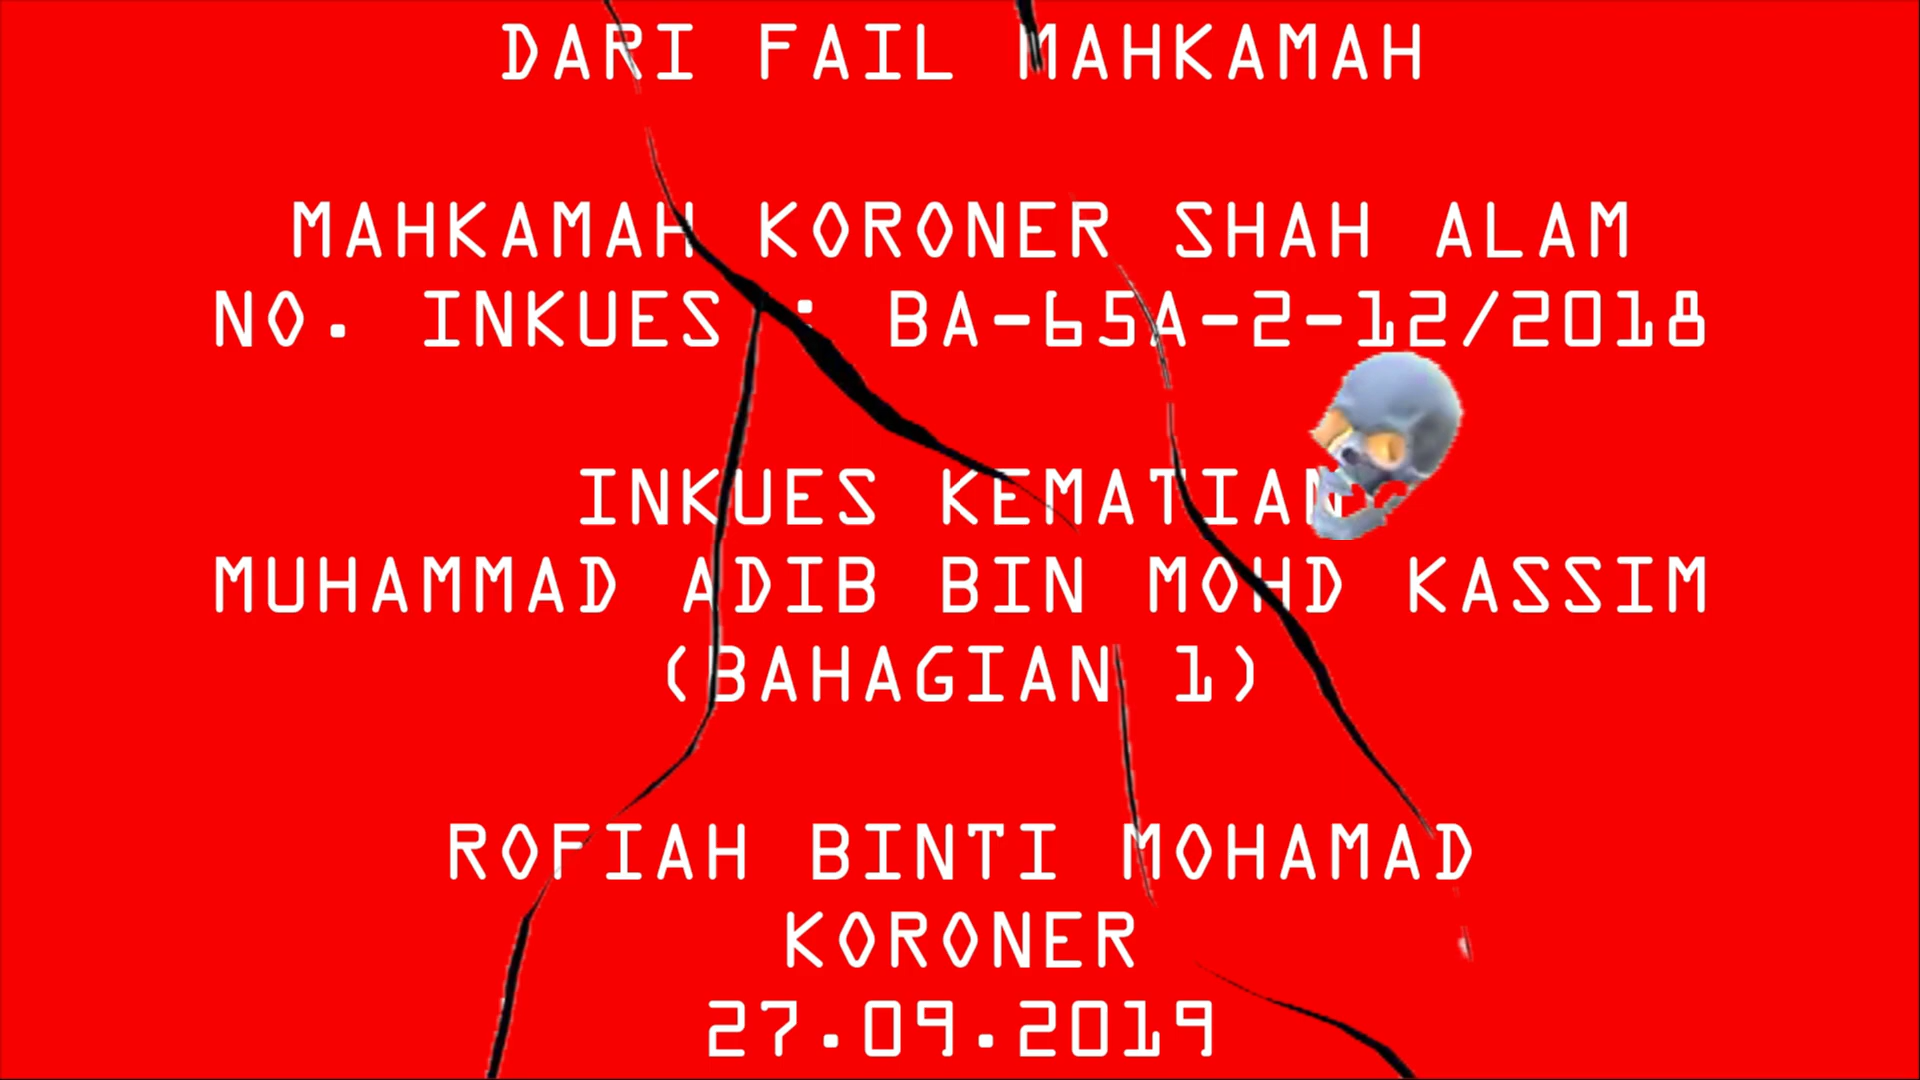 DARI FAIL MAHKAMAH
MAHKAMAH KORONER SHAH ALAM
NO. INKUES : BA-65A-2-12/2018
INKUES KEMATIAN
MUHAMMAD ADIB BIN MOHD KASSIM
(BAHAGIAN 1)
ROFIAH BINTI MOHAMAD
KORONER
27.09.2019